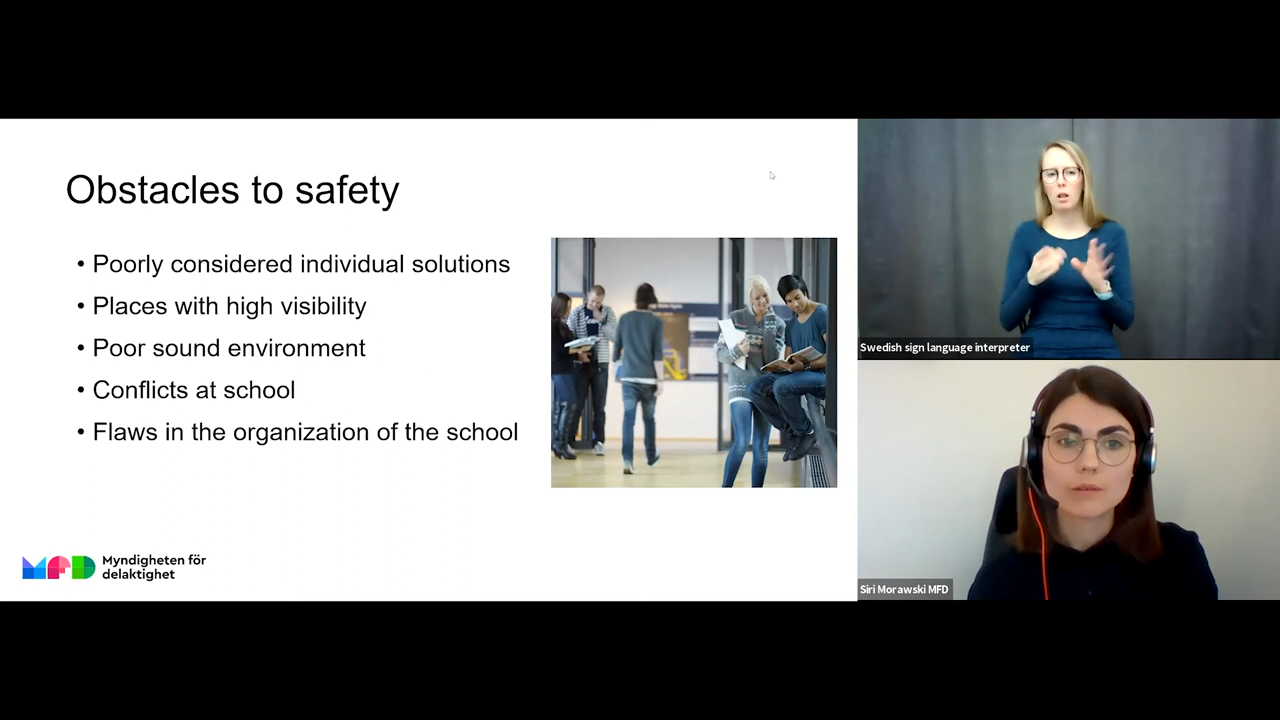 Obstacles to safety
• Poorly considered individual solutions
• Places with high visibility
• Poor sound environment
• Conflicts at school
• Flaws in the organization of the school
MFD Myndigheten för
delaktighet
Swedish sign language interpreter
Siri Morawski MFD